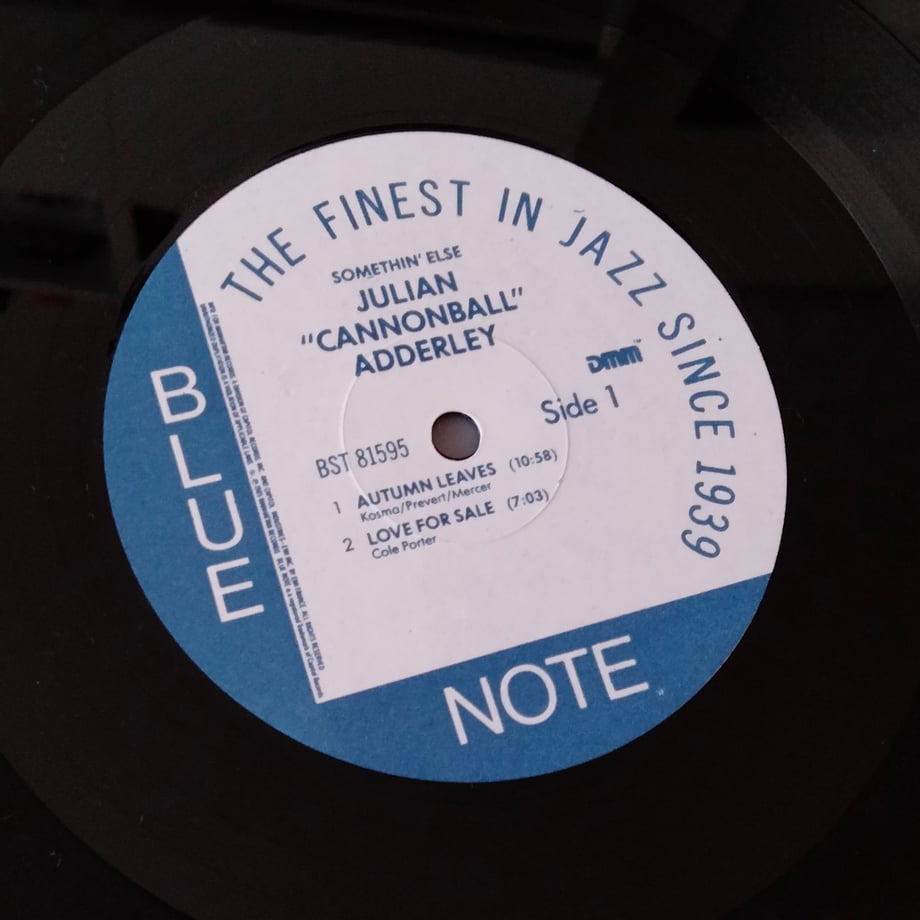 THE FINEST IN JAZZ SINCE 1939
SOMETHIN' ELSE
JULIAN
"CANNONBALL"
ADDERLEY
DMM
Side 1
BST 81595
1 AUTUMN LEAVES (10:58)
Kosma/Prevert/Mercer
2 LOVE FOR SALE (7:03)
Cole Porter
BLUE
NOTE